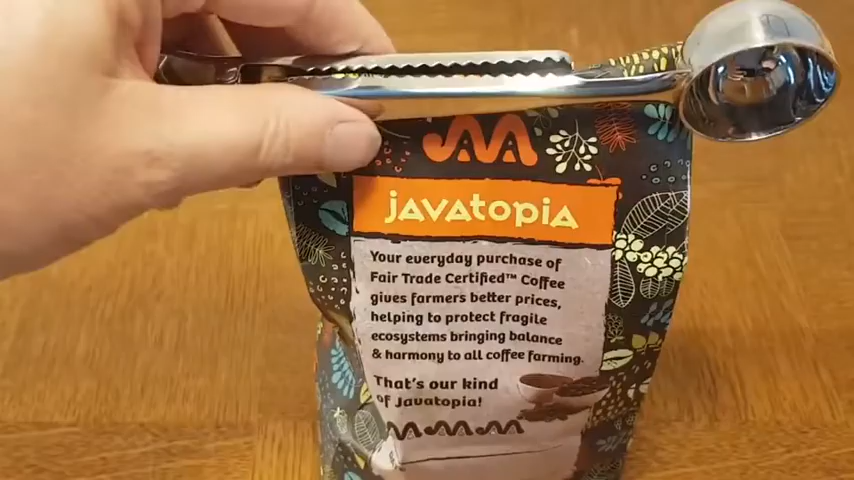 javatopia
Your everyday purchase of
Fair Trade Certified™ Coffee
gives farmers better prices,
helping to protect fragile
ecosystems bringing balance
& harmony to all coffee farming.
That's our kind
of Javatopia!